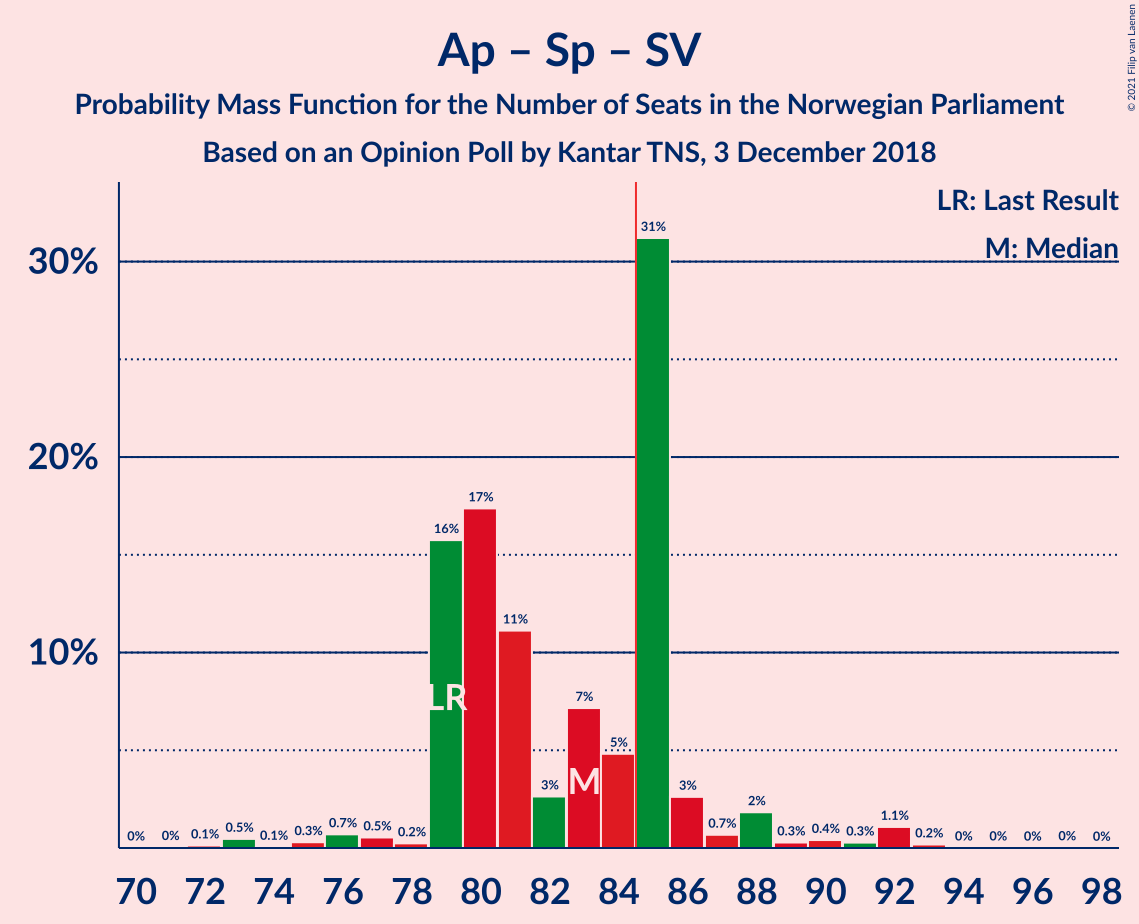 Ap – Sp – SV
Probability Mass Function for the Number of Seats in the Norwegian Parliament
Based on an Opinion Poll by Kantar TNS, 3 December 2018
© 2021 Filip van Laenen
LR: Last Result
M: Median
30%
20%
10%
0% 0% 0.1% 0.5% 0.1% 0.3% 0.7% 0.5% 0.2% 16% 17% 11% 3% 7% 5% 31% 3% 0.7% 2% 0.3% 0.4% 0.3% 1.1% 0.2% 0% 0% 0% 0% 0%
LR
M
70 72 74 76 78 80 82 84 86 88 90 92 94 96 98